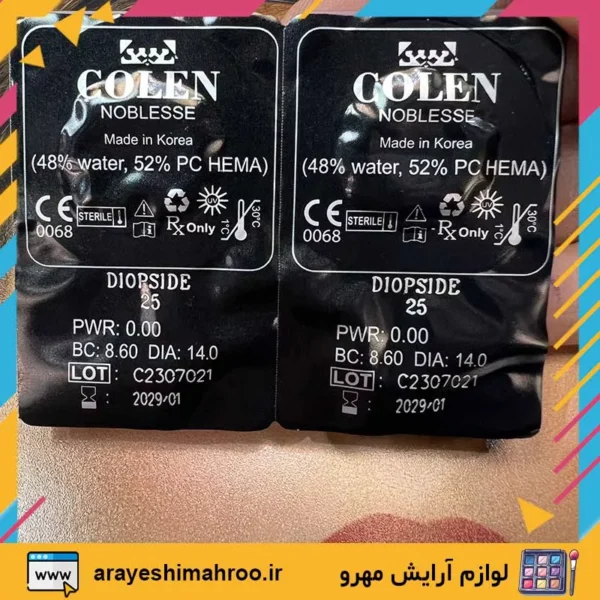 COLEN
NOBLESSE
Made in Korea
(48% water, 52% PC HEMA)
CE
0068
STERILE
Rx Only
UV
1°C
30°C
DIOPSIDE
25
PWR: 0.00
BC: 8.60 DIA: 14.0
LOT : C2307021
: 2029/01
COLEN
NOBLESSE
Made in Korea
(48% water, 52% PC HEMA)
CE
0068
STERILE
Rx Only
UV
1°C
30°C
DIOPSIDE
25
PWR: 0.00
BC: 8.60 DIA: 14.0
LOT : C2307021
: 2029/01
www
arayeshimahroo.ir
لوازم آرایش مهرو